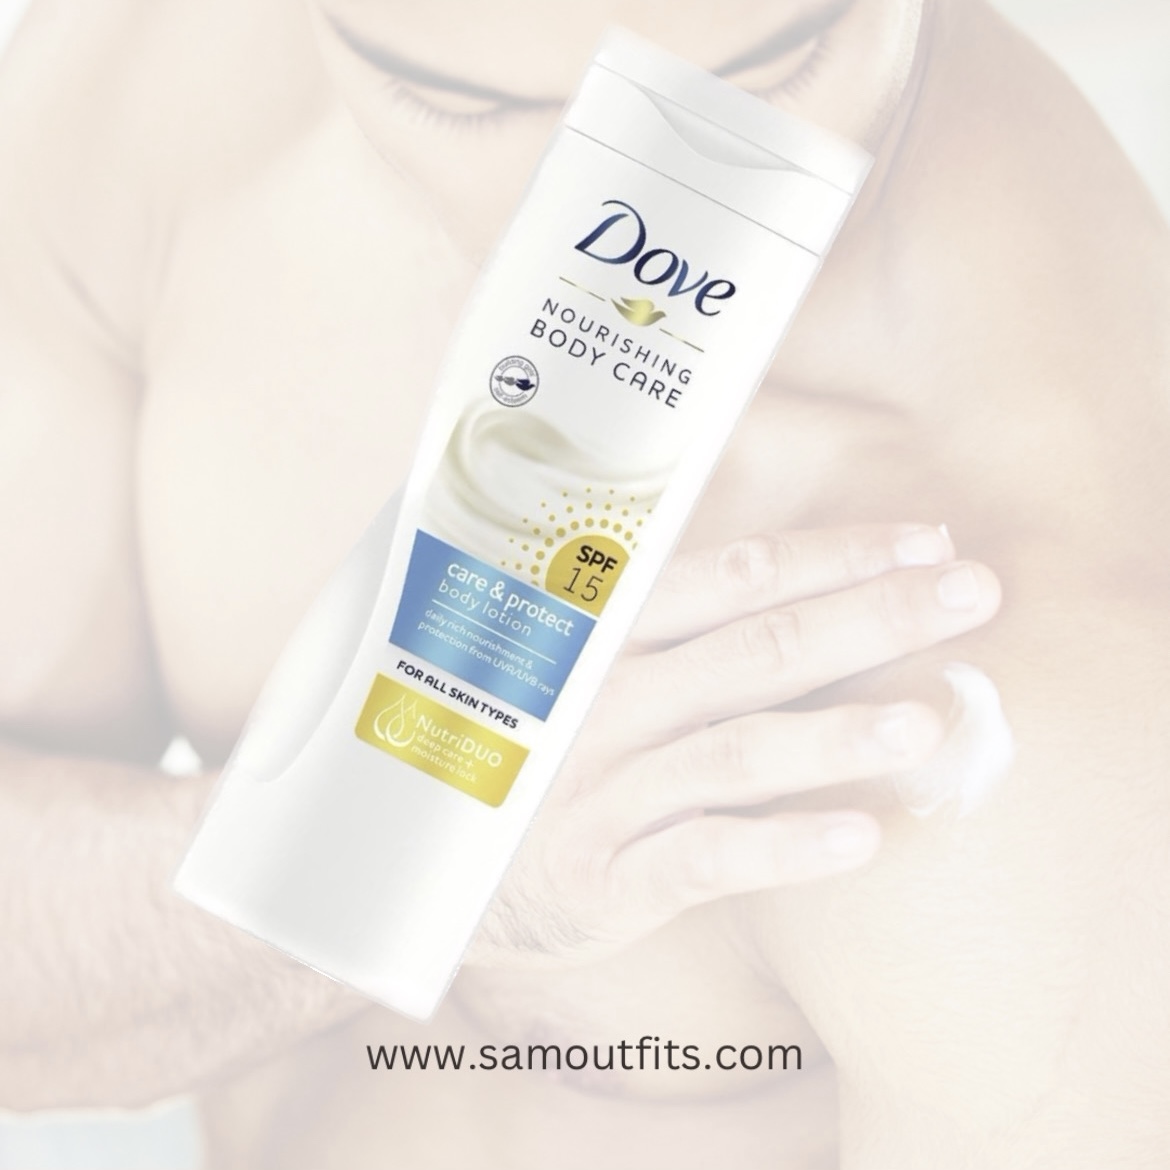 Dove
NOURISHING
BODY CARE
SPF
15
care & protect
body lotion
daily rich nourishment &
protection from UVA/UVB rays
FOR ALL SKIN TYPES
NutriDUO
deep care +
moisture lock
www.samoutfits.com